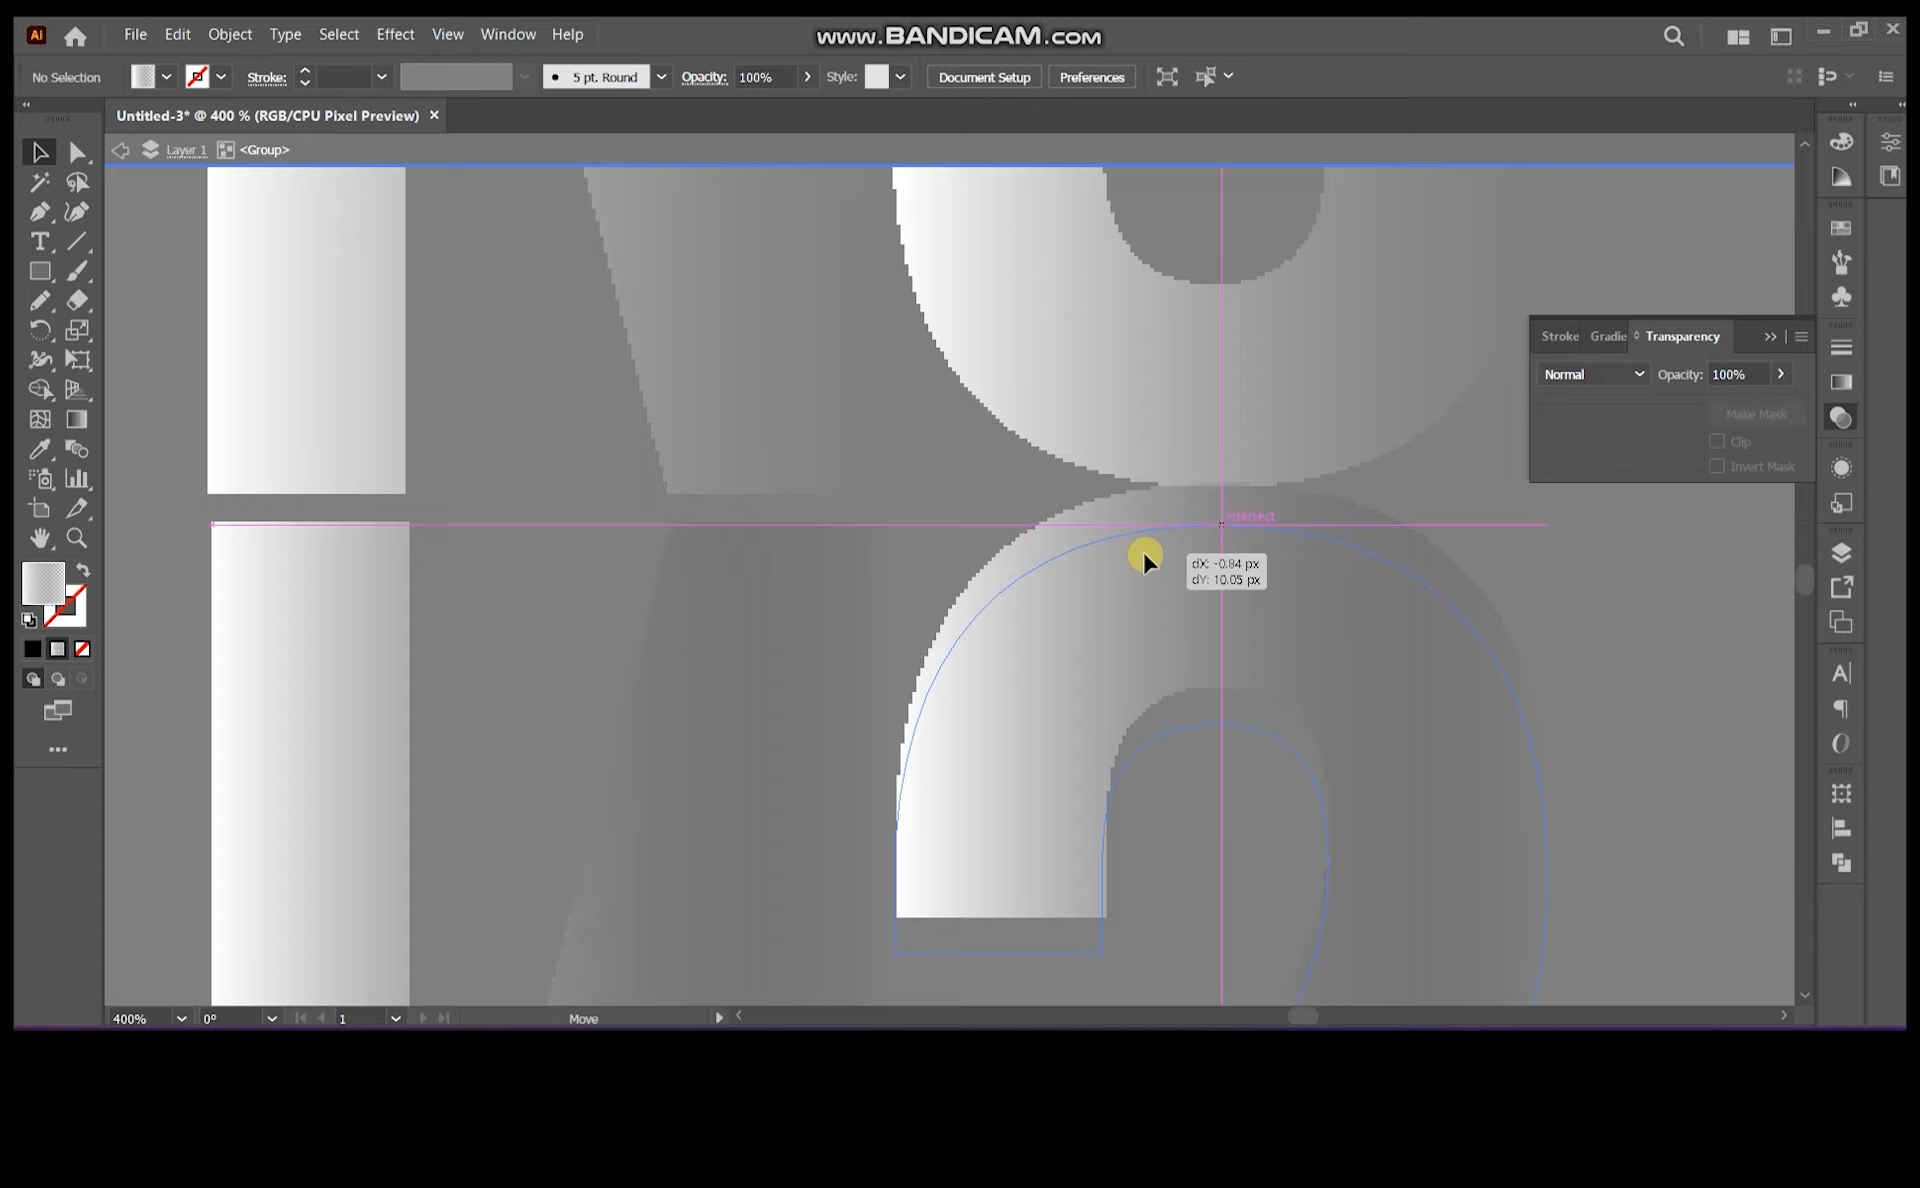 www.BANDICAM.com
Ai File Edit Object Type Select Effect View Window Help
No Selection Stroke: 5 pt. Round Opacity: 100% Style: Document Setup Preferences
Untitled-3* @ 400 % (RGB/CPU Pixel Preview) ×
Layer 1 <Group>
Stroke Gradie Transparency
Normal Opacity: 100%
Make Mask
Clip
Invert Mask
intersect
dX: -0.84 px
dY: 10.05 px
400% 0° 1 Move